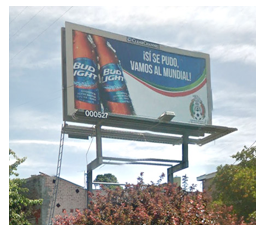 ¡SÍ SE PUDO,
VAMOS AL MUNDIAL!
BUD
LIGHT
BUD
LIGHT
000527